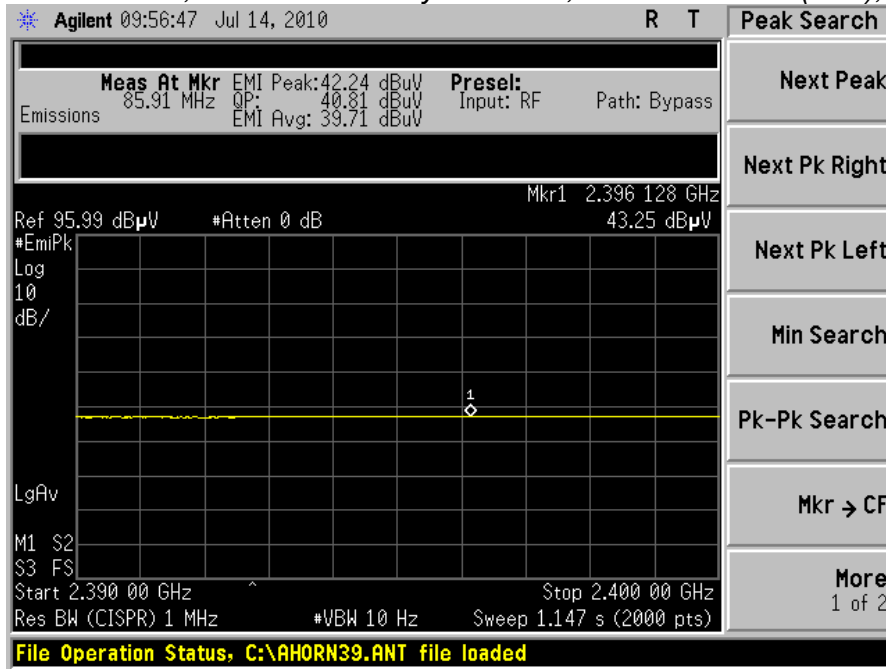 Agilent 09:56:47 Jul 14, 2010 R T
Peak Search
Meas At Mkr EMI Peak:42.24 dBuV Presel:
85.91 MHz QP: 40.81 dBuV Input: RF Path: Bypass
Emissions EMI Avg: 39.71 dBuV
Mkr1 2.396 128 GHz
Ref 95.99 dBµV #Atten 0 dB 43.25 dBµV
#EmiPk
Log
10
dB/
1
LgAv
M1 S2
S3 FS
Start 2.390 00 GHz ^ Stop 2.400 00 GHz
Res BW (CISPR) 1 MHz #VBW 10 Hz Sweep 1.147 s (2000 pts)
File Operation Status, C:\AHORN39.ANT file loaded
Next Peak
Next Pk Right
Next Pk Left
Min Search
Pk-Pk Search
Mkr → CF
More
1 of 2